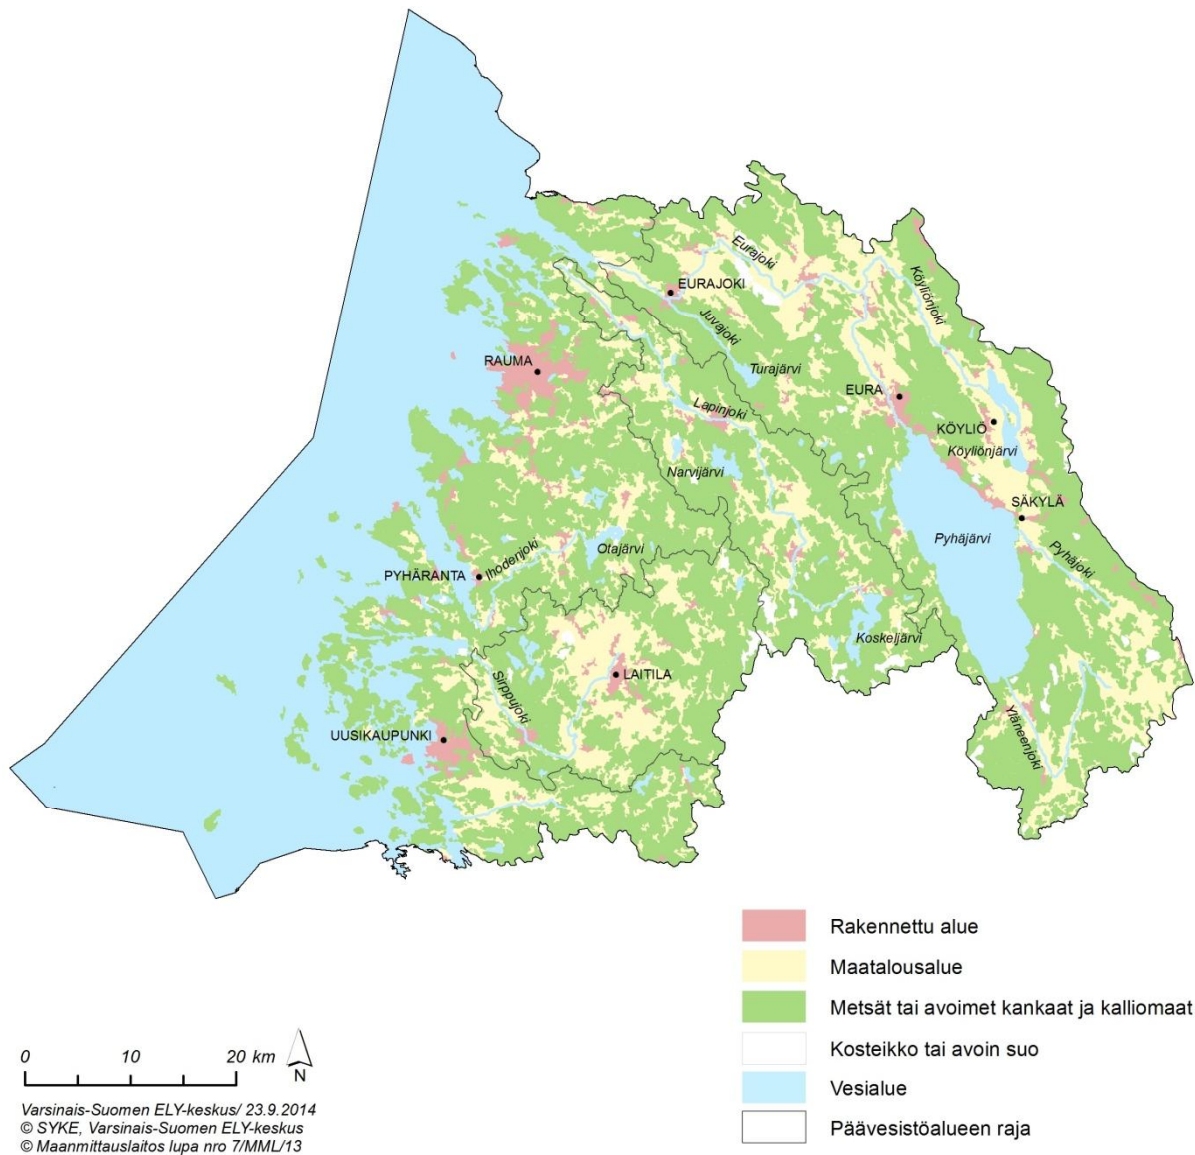 Eurajoki
Köyliönjoki
EURAJOKI
Juvajoki
RAUMA
Turajärvi
EURA
Lapinjoki
KÖYLIÖ
Köyliönjärvi
Narvijärvi
SÄKYLÄ
Pyhäjärvi
Otajärvi
Ihodenjoki
Pyhäjoki
PYHÄRANTA
Koskeljärvi
LAITILA
Sirppujoki
Yläneenjoki
UUSIKAUPUNKI
Rakennettu alue
Maatalousalue
Metsät tai avoimet kankaat ja kalliomaat
Kosteikko tai avoin suo
Vesialue
Päävesistöalueen raja
0 10 20 km
N
Varsinais-Suomen ELY-keskus/ 23.9.2014
© SYKE, Varsinais-Suomen ELY-keskus
© Maanmittauslaitos lupa nro 7/MML/13